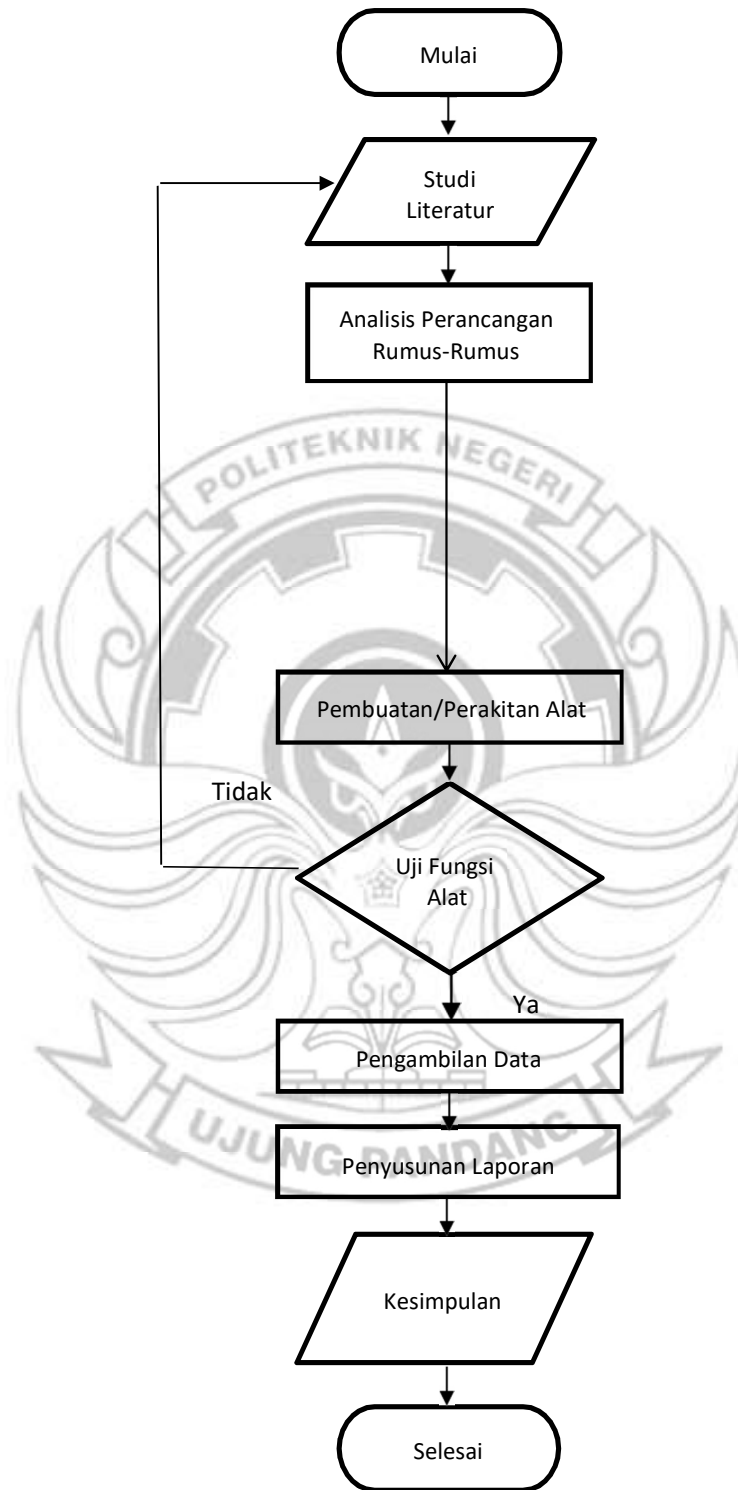 Mulai
Studi
Literatur
Analisis Perancangan
Rumus-Rumus
POLITEKNIK NEGERI
Pembuatan/Perakitan Alat
Tidak
Uji Fungsi
Alat
Ya
Pengambilan Data
UJUNG PANDANG
Penyusunan Laporan
Kesimpulan
Selesai